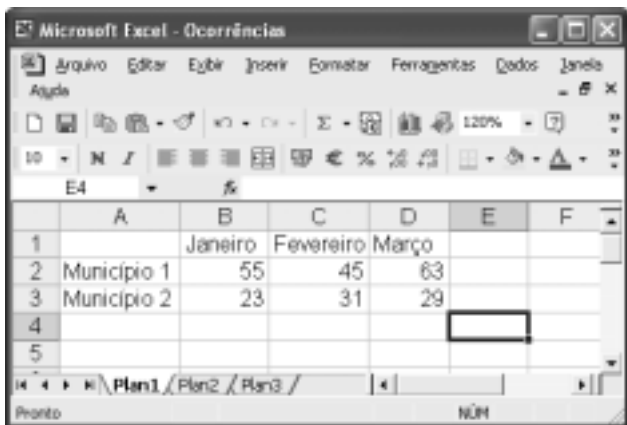 Microsoft Excel - Ocorrências
Arquivo Editar Exibir Inserir Formatar Ferramentas Dados Janela
Ajuda
120%
10 N I € %
E4 fx
A B C D E F
1 Janeiro Fevereiro Março
2 Município 1 55 45 63
3 Município 2 23 31 29
4
5
Plan1 Plan2 Plan3
Pronto NÚM